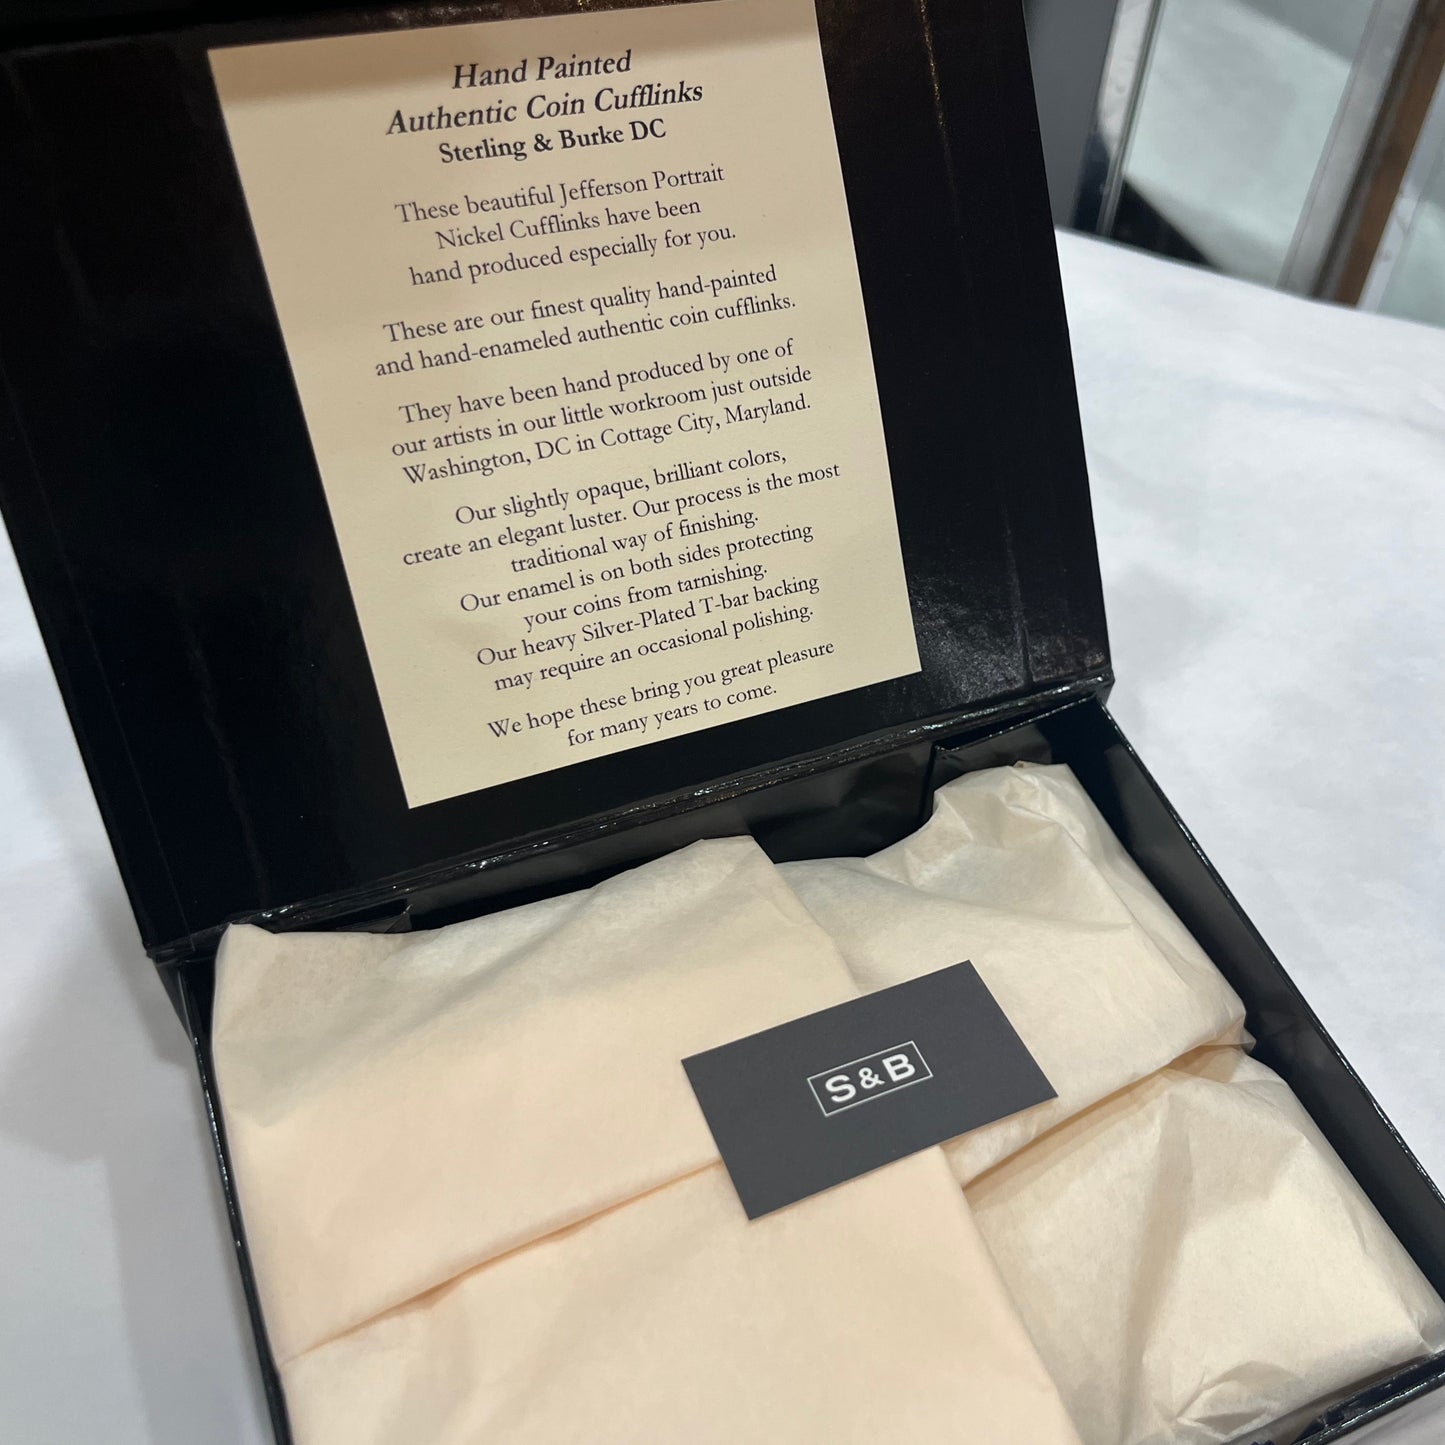 Hand Painted
Authentic Coin Cufflinks
Sterling & Burke DC
These beautiful Jefferson Portrait
Nickel Cufflinks have been
hand produced especially for you.
These are our finest quality hand-painted
and hand-enameled authentic coin cufflinks.
They have been hand produced by one of
our artists in our little workroom just outside
Washington, DC in Cottage City, Maryland.
Our slightly opaque, brilliant colors,
create an elegant luster. Our process is the most
traditional way of finishing.
Our enamel is on both sides protecting
your coins from tarnishing.
Our heavy Silver-Plated T-bar backing
may require an occasional polishing.
We hope these bring you great pleasure
for many years to come.
S&B